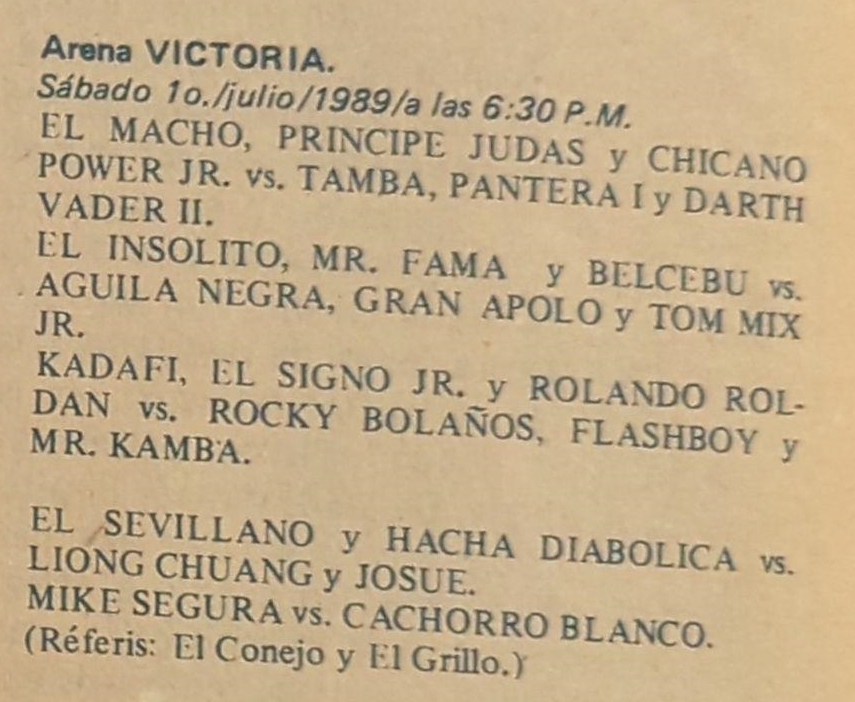 Arena VICTORIA.
Sábado 1o./julio/1989/a las 6:30 P.M.
EL MACHO, PRINCIPE JUDAS y CHICANO
POWER JR. vs. TAMBA, PANTERA I y DARTH
VADER II.
EL INSOLITO, MR. FAMA y BELCEBU vs.
AGUILA NEGRA, GRAN APOLO y TOM MIX
JR.
KADAFI, EL SIGNO JR. y ROLANDO ROL-
DAN vs. ROCKY BOLAÑOS, FLASHBOY y
MR. KAMBA.
EL SEVILLANO y HACHA DIABOLICA vs.
LIONG CHUANG y JOSUE.
MIKE SEGURA vs. CACHORRO BLANCO.
(Réferis: El Conejo y El Grillo.)